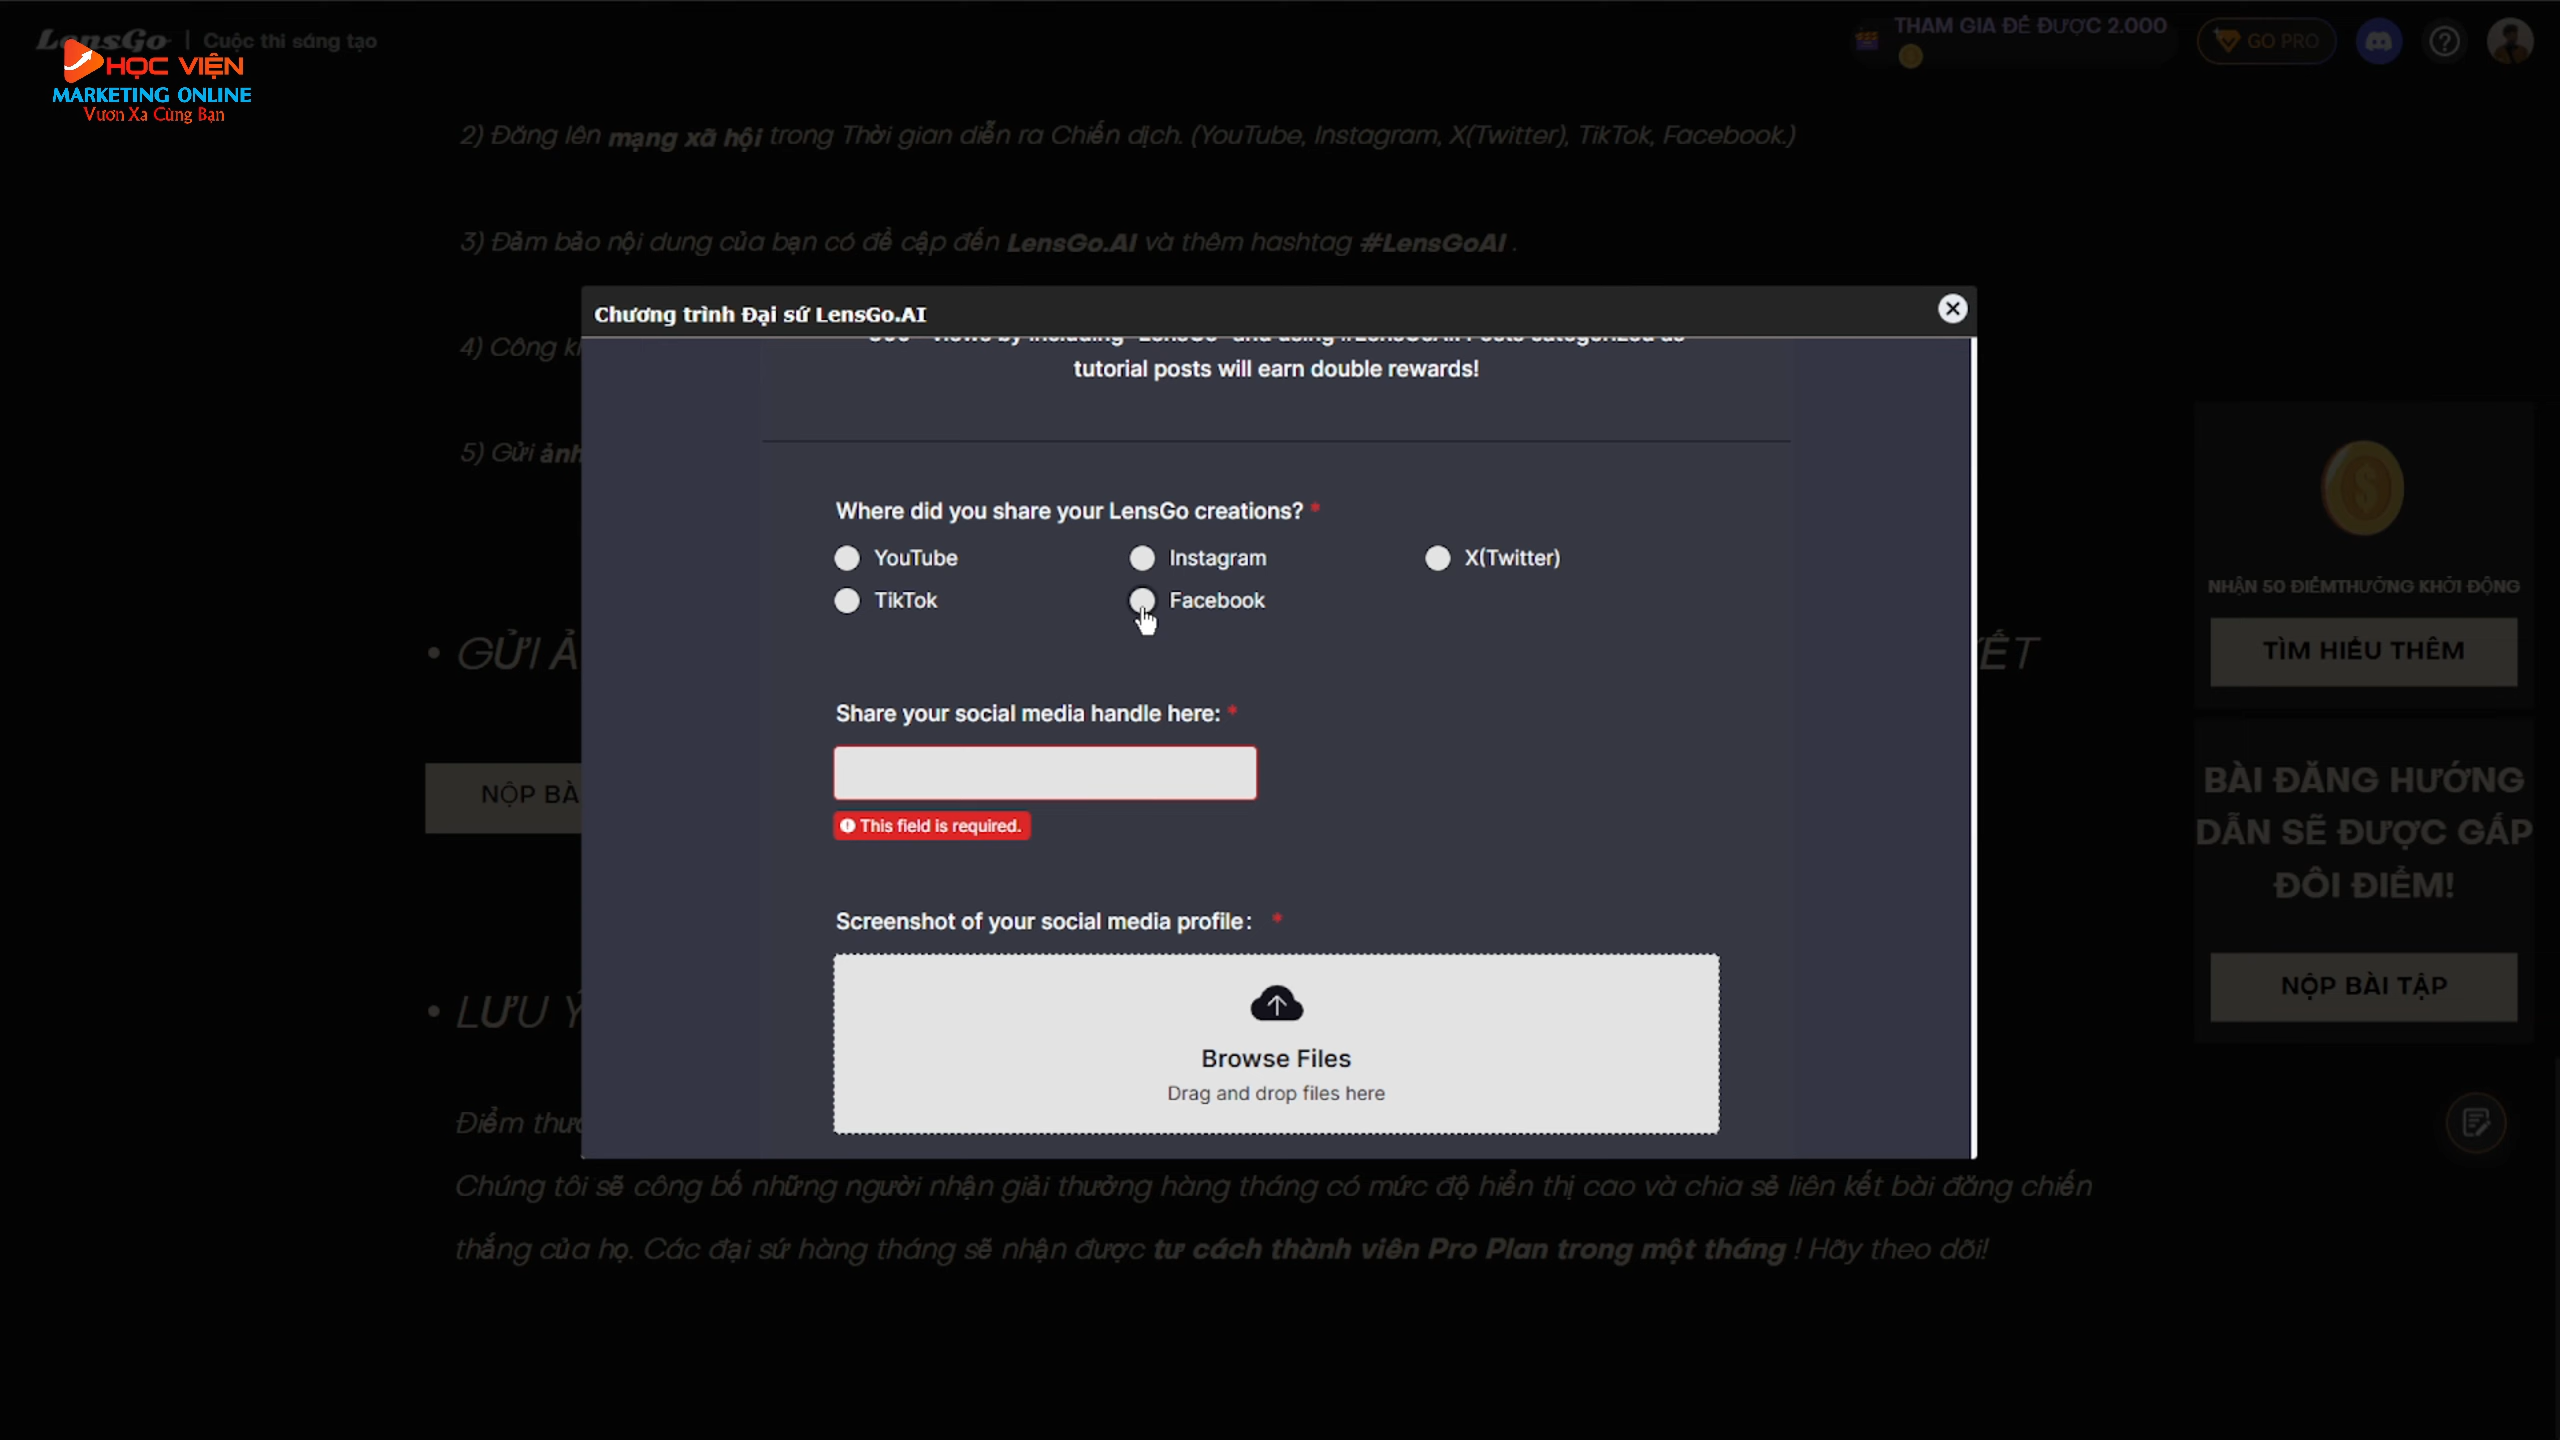 LensGo | Cuộc thi sáng tạo
THAM GIA ĐỂ ĐƯỢC 2.000
GO PRO
HỌC VIỆN
MARKETING ONLINE
Vươn Xa Cùng Bạn
2) Đăng lên mạng xã hội trong Thời gian diễn ra Chiến dịch. (YouTube, Instagram, X(Twitter), TikTok, Facebook.)
3) Đảm bảo nội dung của bạn có đề cập đến LensGo.AI và thêm hashtag #LensGoAI .
Chương trình Đại sứ LensGo.AI
4) Công
tutorial posts will earn double rewards!
5) Gửi ảnh
Where did you share your LensGo creations? *
YouTube
Instagram
X(Twitter)
TikTok
Facebook
NHẬN 50 ĐIỂMTHƯỞNG KHỞI ĐỘNG
TÌM HIỂU THÊM
• GỬI Ả
KẾT
Share your social media handle here: *
This field is required.
NỘP BÀ
BÀI ĐĂNG HƯỚNG
DẪN SẼ ĐƯỢC GẤP
ĐÔI ĐIỂM!
NỘP BÀI TẬP
Screenshot of your social media profile: *
Browse Files
Drag and drop files here
• LƯU Ý
Điểm
Chúng tôi sẽ công bố những người nhận giải thưởng hàng tháng có mức độ hiển thị cao và chia sẻ liên kết bài đăng chiến
thắng của họ. Các đại sứ hàng tháng sẽ nhận được tư cách thành viên Pro Plan trong một tháng ! Hãy theo dõi!